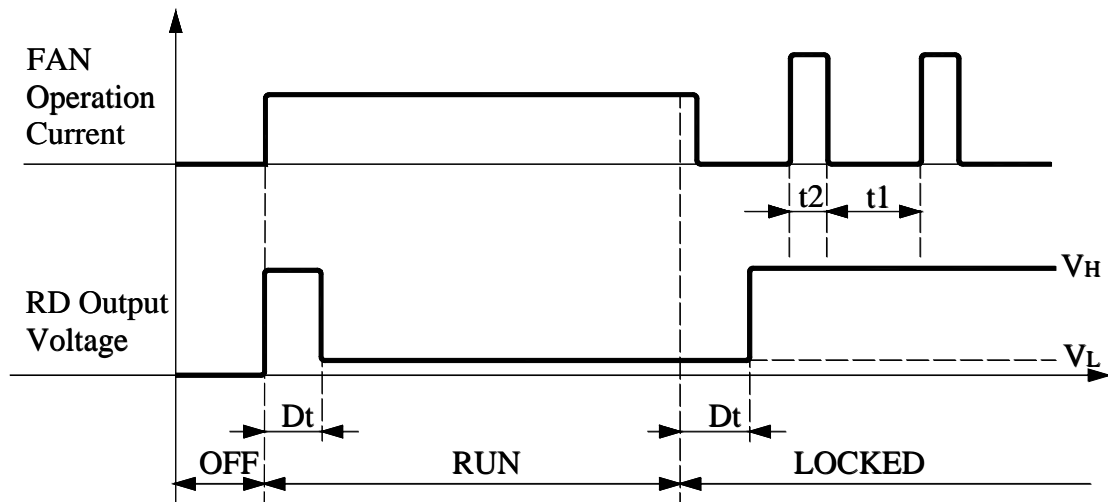 FAN
Operation
Current
t2
t1
VH
RD Output
Voltage
VL
Dt
Dt
OFF
RUN
LOCKED